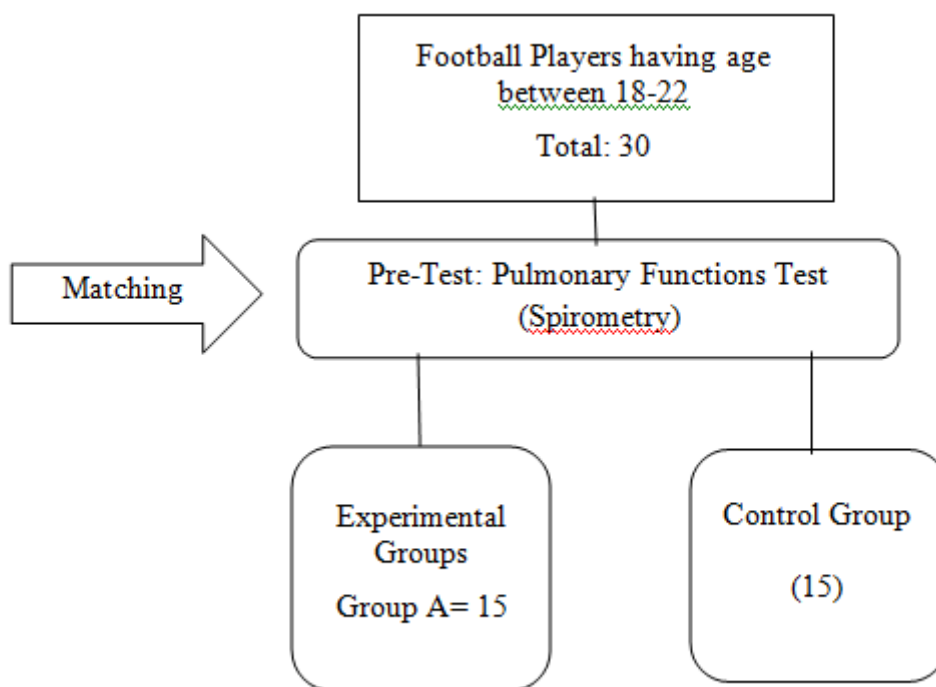 Football Players having age
between 18-22
Total: 30
Matching
Pre-Test: Pulmonary Functions Test
(Spirometry)
Experimental
Groups
Group A= 15
Control Group
(15)